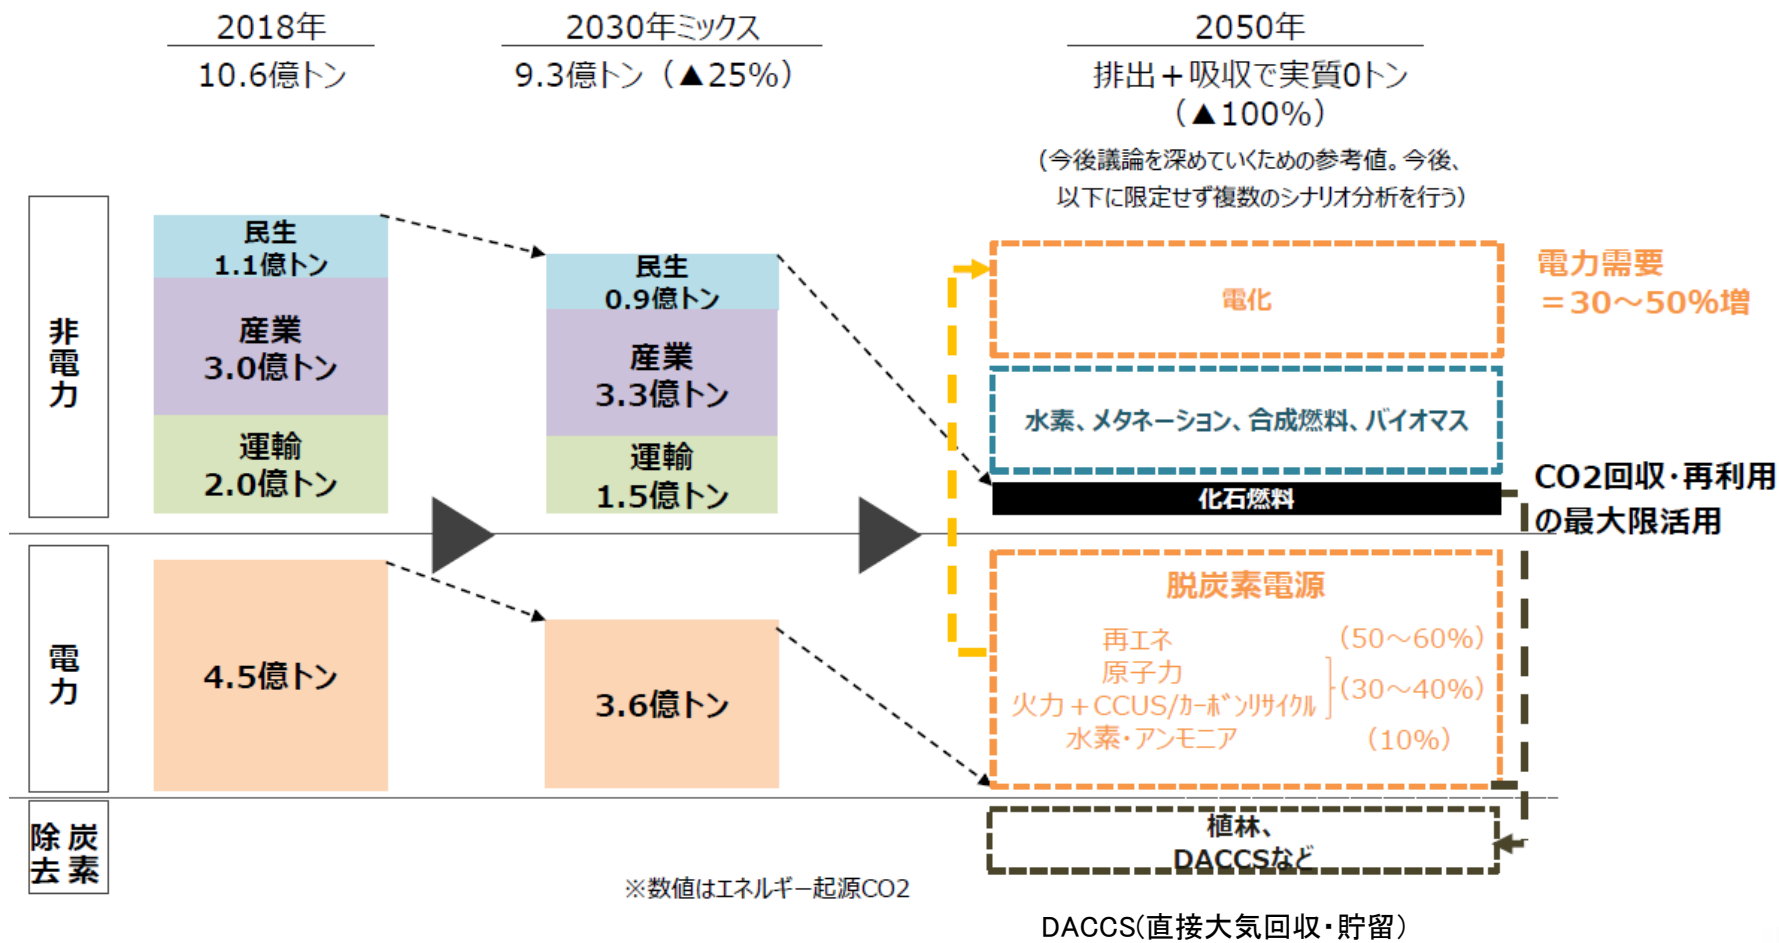 2018年
10.6億トン
2030年ミックス
9.3億トン（▲25%）
2050年
排出＋吸収で実質0トン
（▲100%）
（今後議論を深めていくための参考値。今後、
以下に限定せず複数のシナリオ分析を行う）
非電力
民生
1.1億トン
産業
3.0億トン
運輸
2.0億トン
民生
0.9億トン
産業
3.3億トン
運輸
1.5億トン
電化
電力需要
＝30～50%増
水素、メタネーション、合成燃料、バイオマス
化石燃料
CO2回収・再利用
の最大限活用
電力
4.5億トン
3.6億トン
脱炭素電源
再エネ （50～60%）
原子力
火力＋CCUS/カーボンリサイクル （30～40%）
水素・アンモニア （10%）
炭素除去
植林、
DACCSなど
※数値はエネルギー起源CO2
DACCS(直接大気回収・貯留）